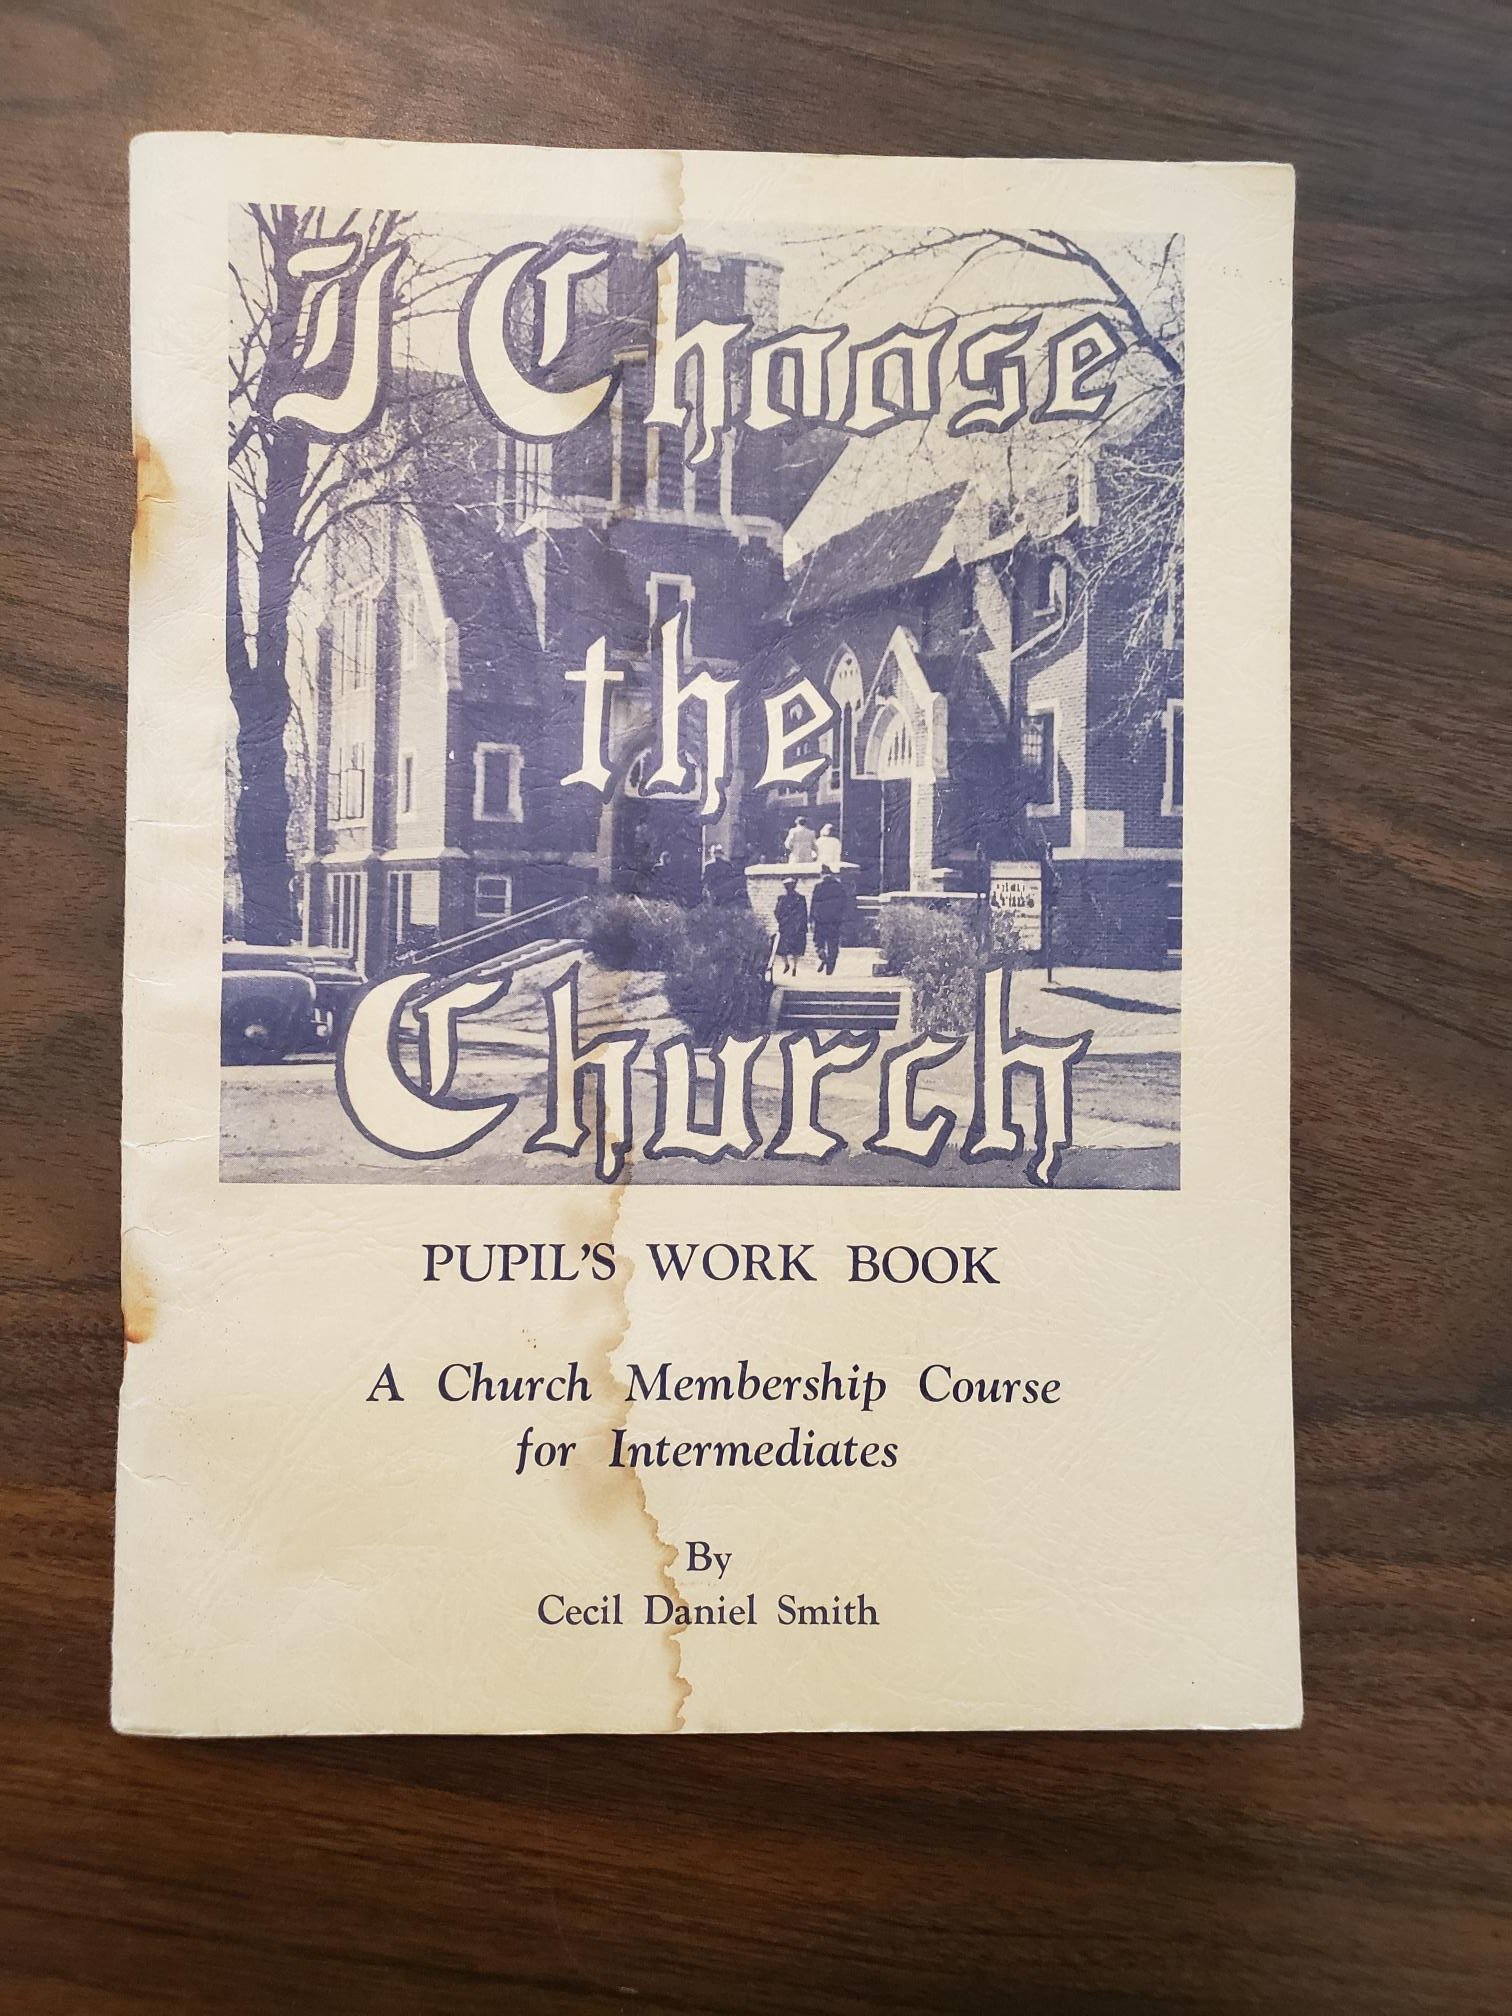 I Choose
the
Church
PUPIL'S WORK BOOK
A Church Membership Course
for Intermediates
By
Cecil Daniel Smith